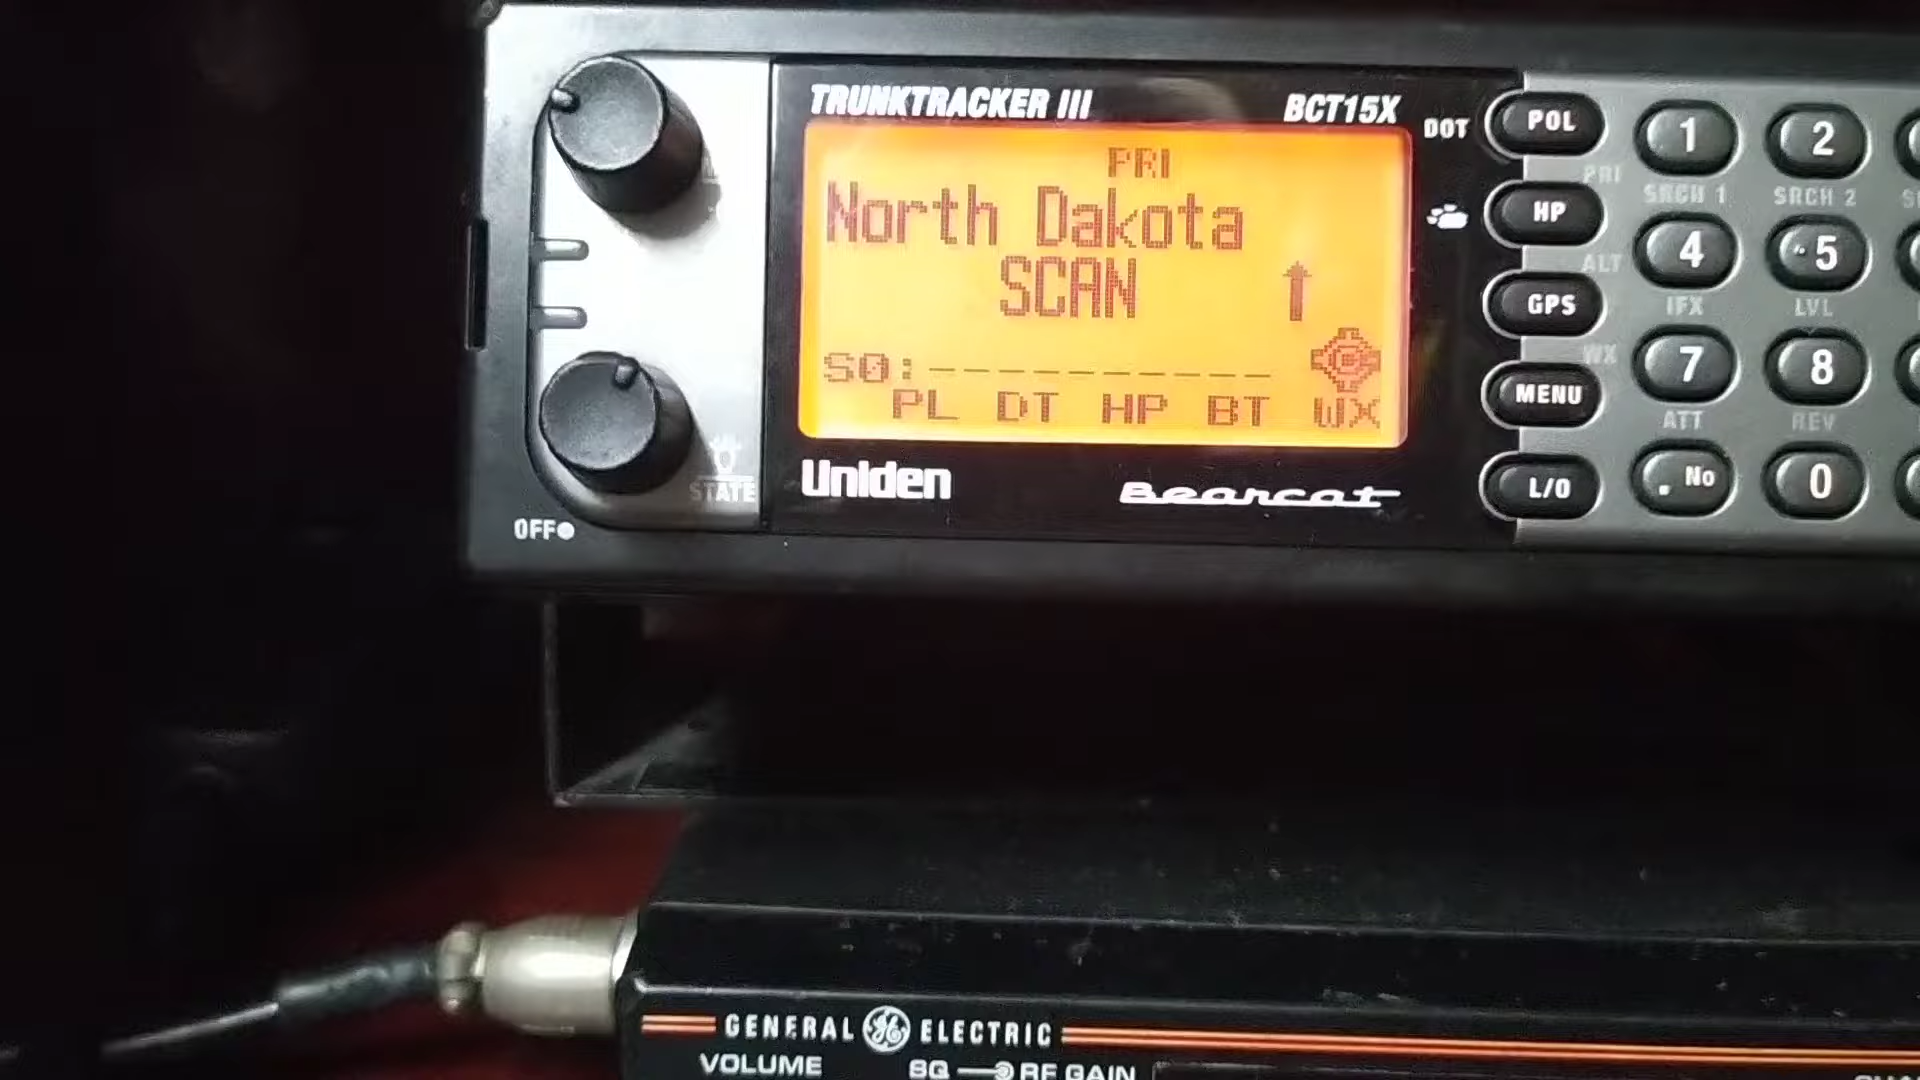 TRUNKTRACKER III BCT15X
PRI
North Dakota
SCAN
S0:----------
PL DT HP BT WX
Uniden Bearcat
STATE
OFF
DOT
POL
HP
GPS
MENU
L/O
PRI
ALT
WX
1 2
SRCH 1 SRCH 2
4 5
IFX LVL
7 8
ATT REV
. No 0
GENERAL GE ELECTRIC
VOLUME SQ RF GAIN